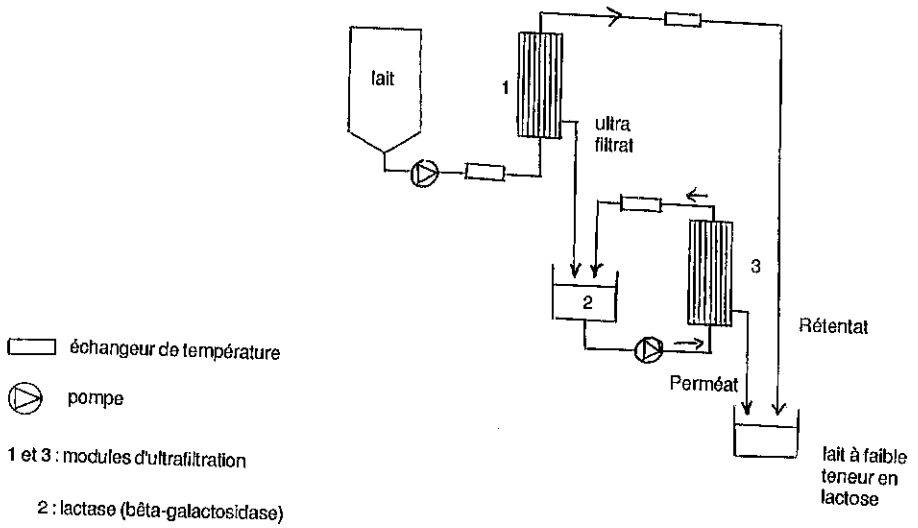 lait
1
ultra
filtrat
2
3
Rétentat
Perméat
lait à faible
teneur en
lactose
échangeur de température
pompe
1 et 3 : modules d'ultrafiltration
2 : lactase (bêta-galactosidase)